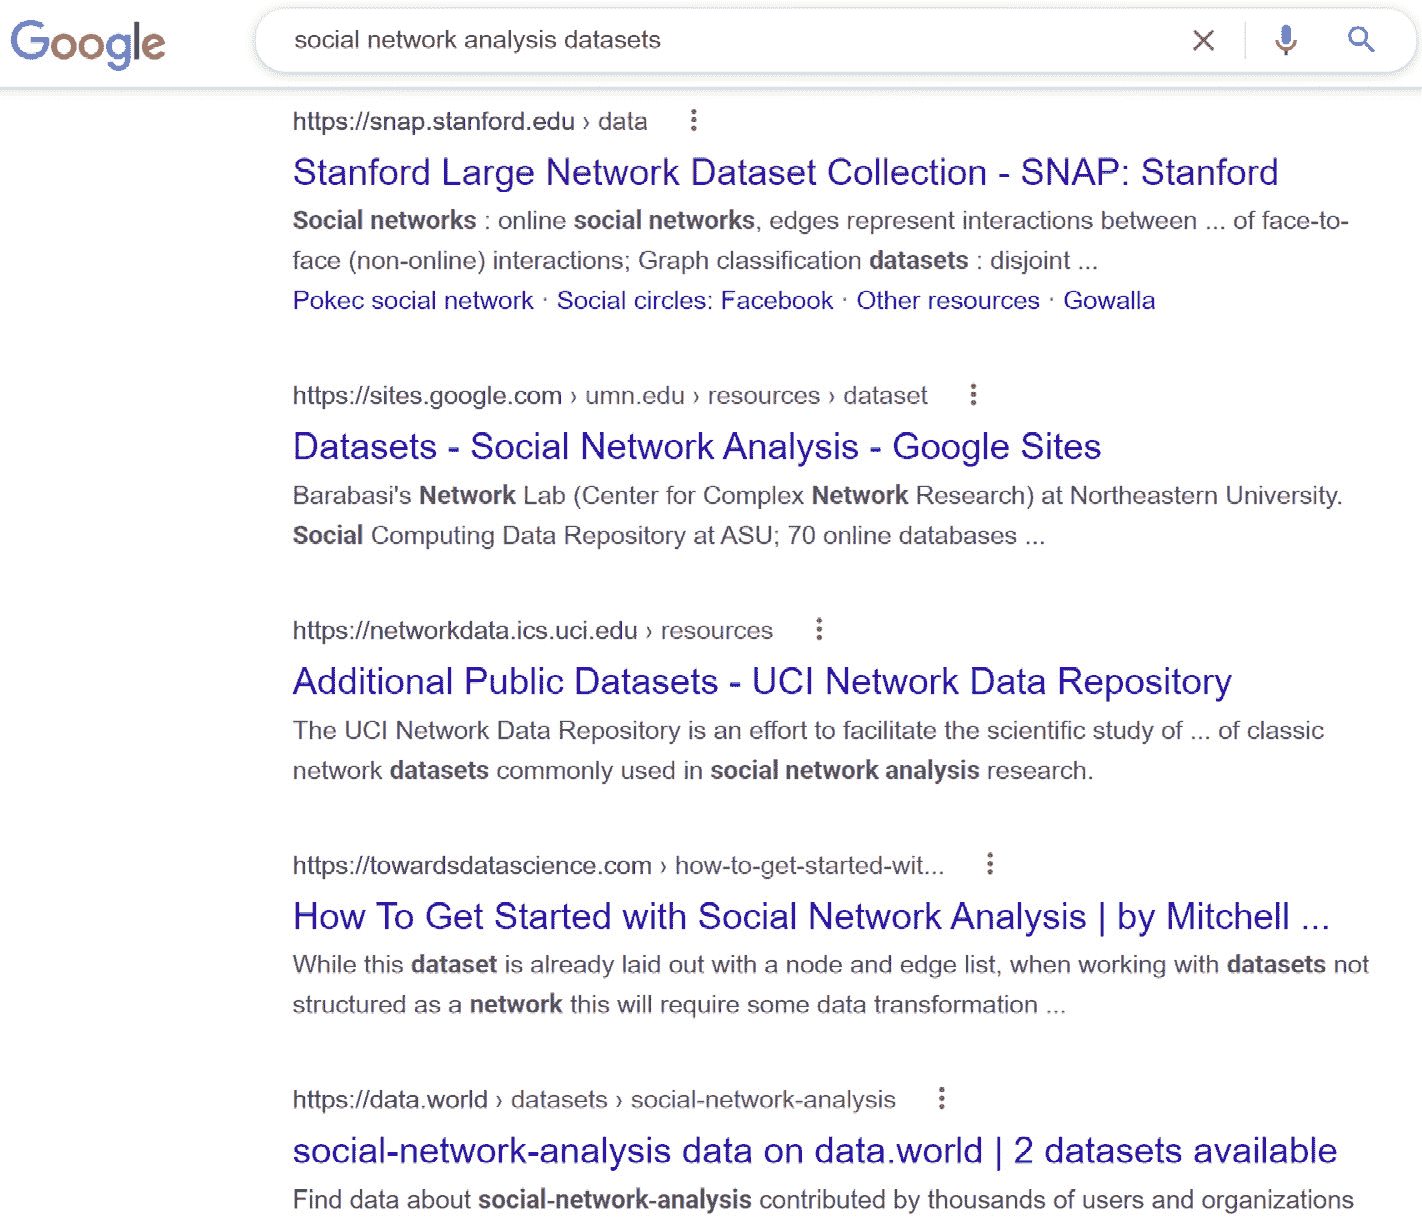 Google
social network analysis datasets
https://snap.stanford.edu › data
Stanford Large Network Dataset Collection - SNAP: Stanford
Social networks : online social networks, edges represent interactions between ... of face-to-
face (non-online) interactions; Graph classification datasets : disjoint ...
Pokec social network · Social circles: Facebook · Other resources · Gowalla
https://sites.google.com › umn.edu › resources › dataset
Datasets - Social Network Analysis - Google Sites
Barabasi's Network Lab (Center for Complex Network Research) at Northeastern University.
Social Computing Data Repository at ASU; 70 online databases ...
https://networkdata.ics.uci.edu › resources
Additional Public Datasets - UCI Network Data Repository
The UCI Network Data Repository is an effort to facilitate the scientific study of ... of classic
network datasets commonly used in social network analysis research.
https://towardsdatascience.com › how-to-get-started-wit...
How To Get Started with Social Network Analysis | by Mitchell ...
While this dataset is already laid out with a node and edge list, when working with datasets not
structured as a network this will require some data transformation ...
https://data.world › datasets › social-network-analysis
social-network-analysis data on data.world | 2 datasets available
Find data about social-network-analysis contributed by thousands of users and organizations